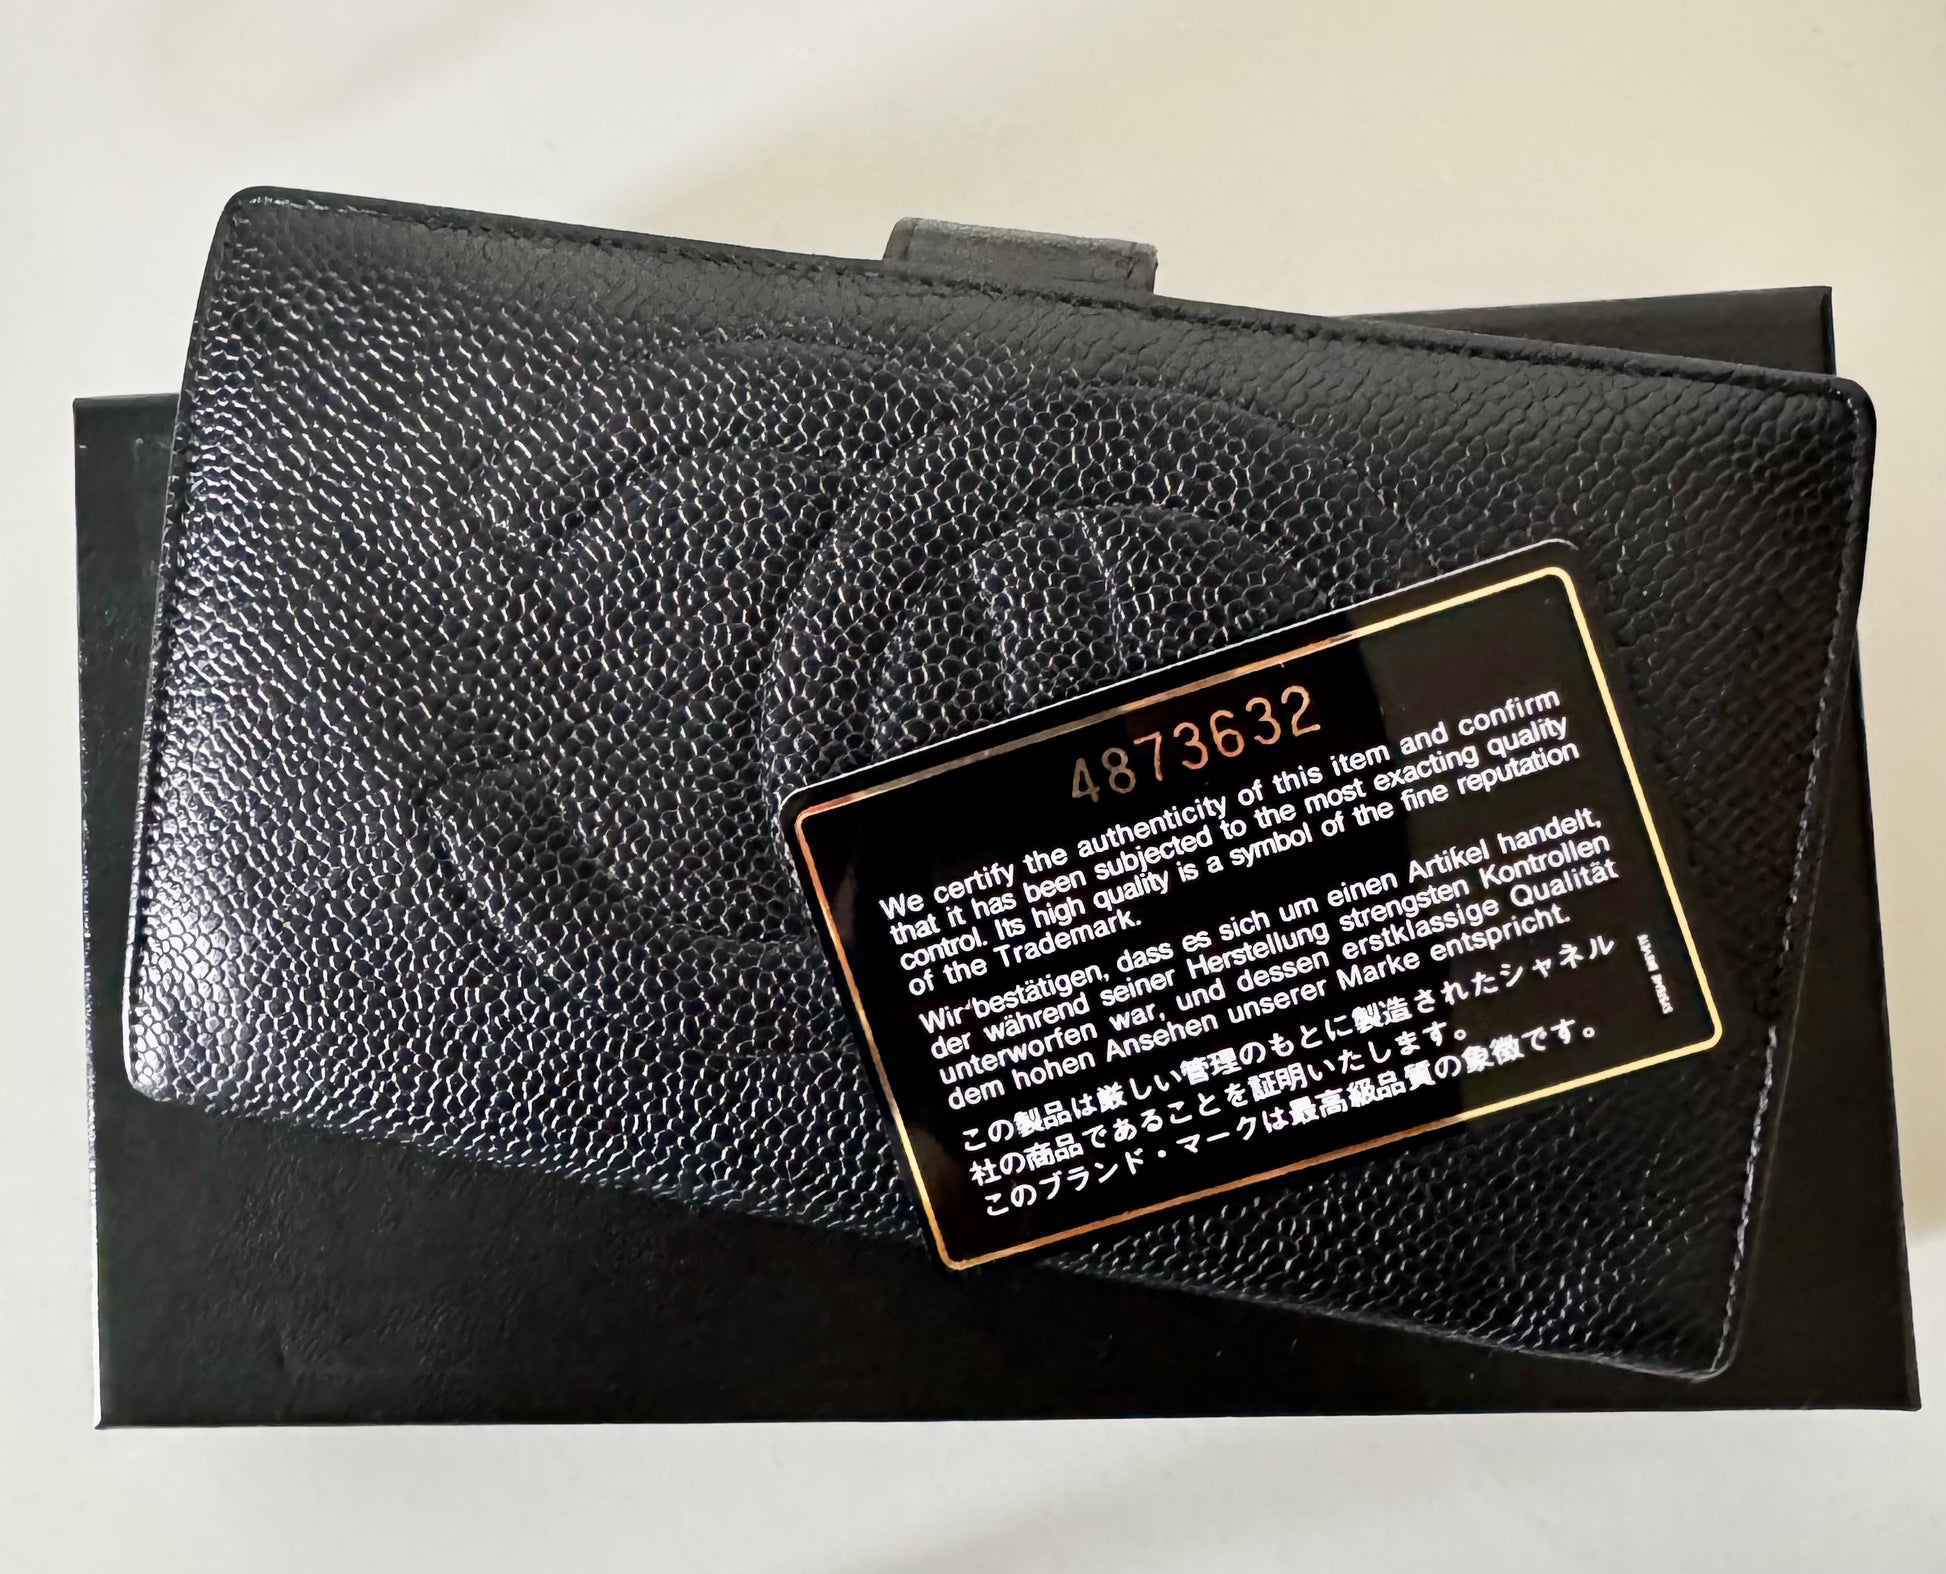 4873632
We certify the authenticity of this item and confirm
that it has been subjected to the most exacting quality
control. Its high quality is a symbol of the fine reputation
of the Trademark.
Wir bestätigen, dass es sich um einen Artikel handelt,
der während seiner Herstellung strengsten Kontrollen
unterworfen war, und dessen erstklassige Qualität
dem hohen Ansehen unserer Marke entspricht.
この製品は厳しい管理のもとに製造されたシャネル
社の商品であることを証明いたします。
このブランド・マークは最高級品質の象徴です。